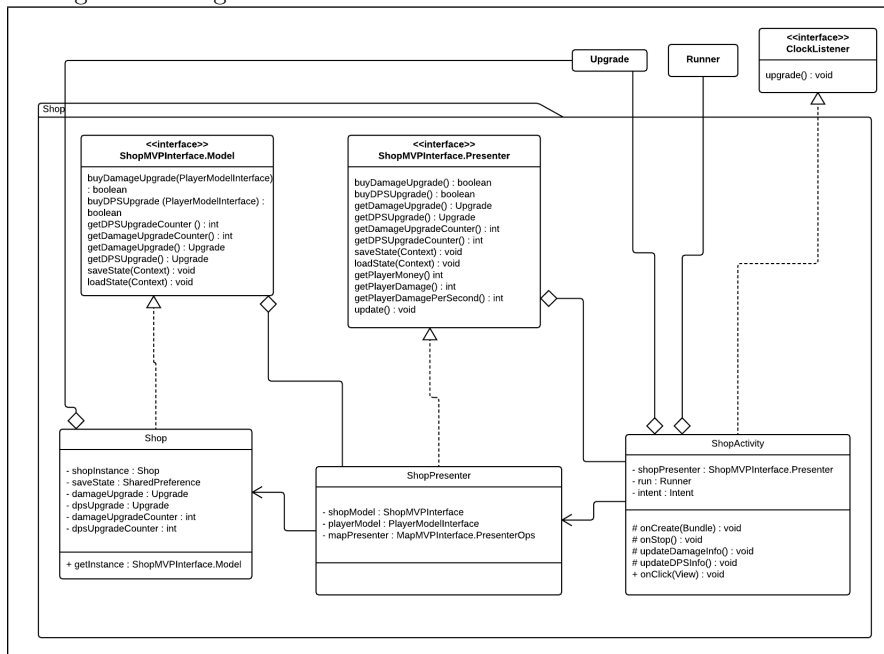 <<interface>>
ClockListener
upgrade() : void
Upgrade
Runner
Shop
<<interface>>
ShopMVPInterface.Model
buyDamageUpgrade(PlayerModelInterface)
: boolean
buyDPSUpgrade (PlayerModelInterface) :
boolean
getDPSUpgradeCounter () : int
getDamageUpgradeCounter() : int
getDamageUpgrade() : Upgrade
getDPSUpgrade() : Upgrade
saveState(Context) : void
loadState(Context) : void
<<interface>>
ShopMVPInterface.Presenter
buyDamageUpgrade() : boolean
buyDPSUpgrade() : boolean
getDamageUpgrade() : Upgrade
getDPSUpgrade() : Upgrade
getDamageUpgradeCounter() : int
getDPSUpgradeCounter() : int
saveState(Context) : void
loadState(Context) : void
getPlayerMoney() int
getPlayerDamage() : int
getPlayerDamagePerSecond() : int
update() : void
Shop
- shopInstance : Shop
- saveState : SharedPreference
- damageUpgrade : Upgrade
- dpsUpgrade : Upgrade
- damageUpgradeCounter : int
- dpsUpgradeCounter : int
+ getInstance : ShopMVPInterface.Model
ShopPresenter
- shopModel : ShopMVPInterface
- playerModel : PlayerModelInterface
- mapPresenter : MapMVPInterface.PresenterOps
ShopActivity
- shopPresenter : ShopMVPInterface.Presenter
- run : Runner
- intent : Intent
# onCreate(Bundle) : void
# onStop() : void
# updateDamageInfo() : void
# updateDPSInfo() : void
+ onClick(View) : void